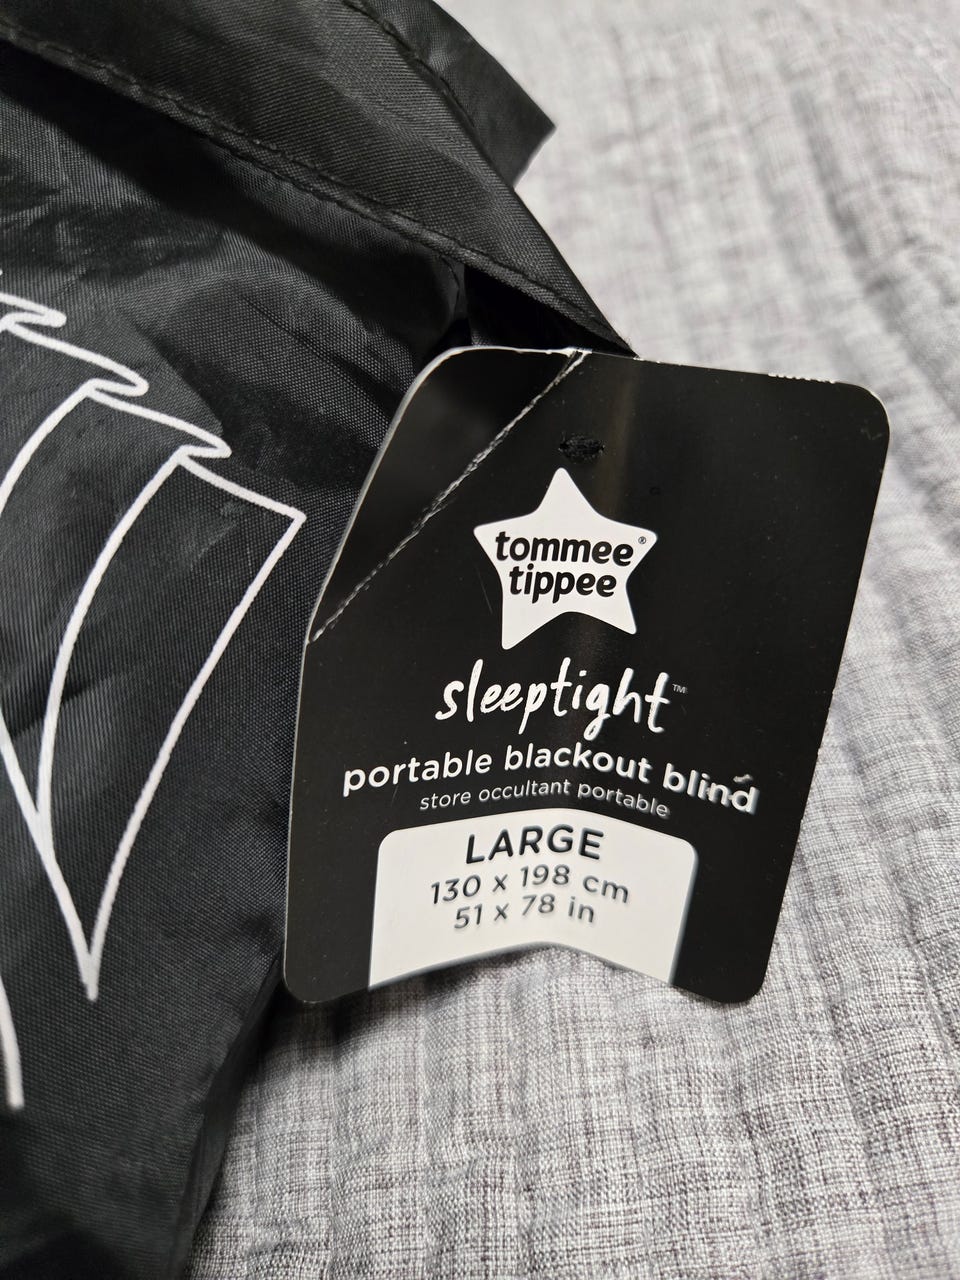 tommee®
tippee
sleeptight™
portable blackout blind
store occultant portable
LARGE
130 x 198 cm
51 x 78 in